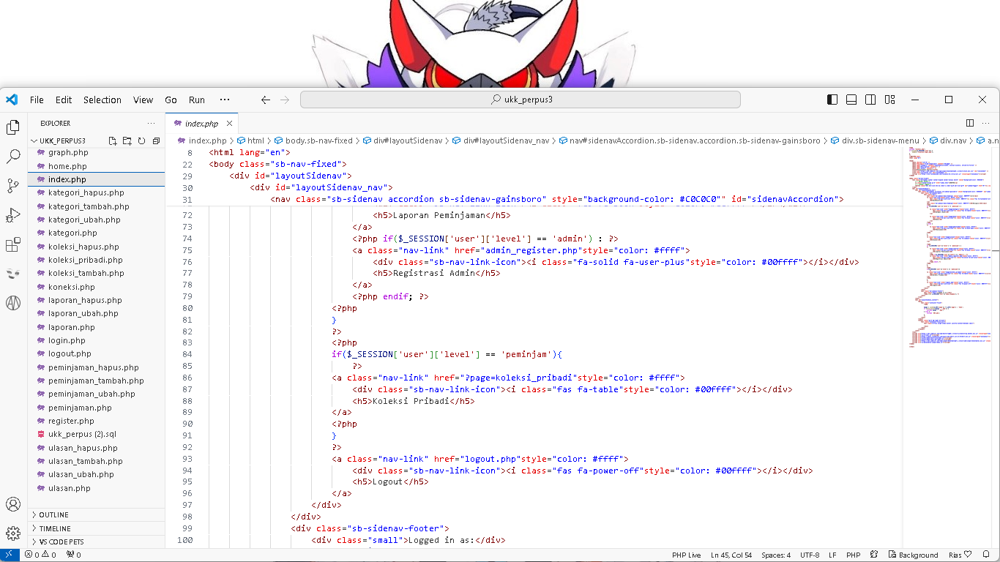 File Edit Selection View Go Run ··· ukk_perpus3
EXPLORER ···
UKK_PERPUS3
graph.php
home.php
index.php
kategori_hapus.php
kategori_tambah.php
kategori_ubah.php
kategori.php
koleksi_hapus.php
koleksi_pribadi.php
koleksi_tambah.php
koneksi.php
laporan_hapus.php
laporan_ubah.php
laporan.php
login.php
logout.php
peminjaman_hapus.php
peminjaman_tambah.php
peminjaman_ubah.php
peminjaman.php
register.php
ukk_perpus (2).sql
ulasan_hapus.php
ulasan_tambah.php
ulasan_ubah.php
ulasan.php
OUTLINE
TIMELINE
VS CODE PETS
index.php
index.php > html > body.sb-nav-fixed > div#layoutSidenav > div#layoutSidenav_nav > nav#sidenavAccordion.sb-sidenav.accordion.sb-sidenav-gainsboro > div.sb-sidenav-menu > div.nav > a.n
8 <html lang="en">
22 <body class="sb-nav-fixed">
29 <div id="layoutSidenav">
30 <div id="layoutSidenav_nav">
31 <nav class="sb-sidenav accordion sb-sidenav-gainsboro" style="background-color: #C0C0C0"" id="sidenavAccordion">
72 <h5>Laporan Peminjaman</h5>
73 </a>
74 <?php if($_SESSION['user']['level'] == 'admin') : ?>
75 <a class="nav-link" href="admin_register.php"style="color: #ffff">
76 <div class="sb-nav-link-icon"><i class="fa-solid fa-user-plus"style="color: #00ffff"></i></div>
77 <h5>Registrasi Admin</h5>
78 </a>
79 <?php endif; ?>
80 <?php
81 }
82 ?>
83 <?php
84 if($_SESSION['user']['level'] == 'peminjam'){
85 ?>
86 <a class="nav-link" href="?page=koleksi_pribadi"style="color: #ffff">
87 <div class="sb-nav-link-icon"><i class="fas fa-table"style="color: #00ffff"></i></div>
88 <h5>Koleksi Pribadi</h5>
89 </a>
90 <?php
91 }
92 ?>
93 <a class="nav-link" href="logout.php"style="color: #ffff">
94 <div class="sb-nav-link-icon"><i class="fas fa-power-off"style="color: #00ffff"></i></div>
95 <h5>Logout</h5>
96 </a>
97 </div>
98 </div>
99 <div class="sb-sidenav-footer">
100 <div class="small">Logged in as:</div>
0 0 0 PHP Live Ln 45, Col 54 Spaces: 4 UTF-8 LF PHP Background Rias